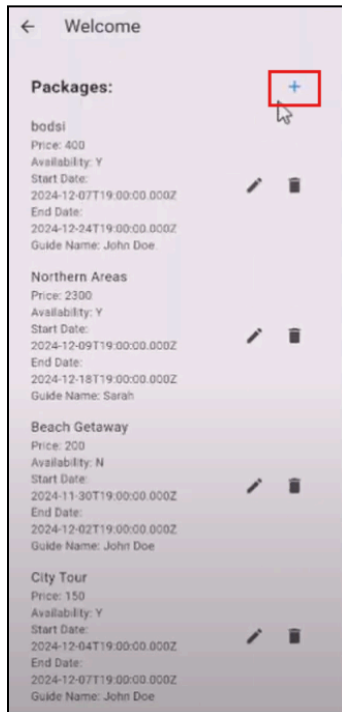 Welcome
Packages:
bodsi
Price: 400
Availability: Y
Start Date:
2024-12-07T19:00:00.000Z
End Date:
2024-12-24T19:00:00.000Z
Guide Name: John Doe
Northern Areas
Price: 2300
Availability: Y
Start Date:
2024-12-09T19:00:00.000Z
End Date:
2024-12-18T19:00:00.000Z
Guide Name: Sarah
Beach Getaway
Price: 200
Availability: N
Start Date:
2024-11-30T19:00:00.000Z
End Date:
2024-12-02T19:00:00.000Z
Guide Name: John Doe
City Tour
Price: 150
Availability: Y
Start Date:
2024-12-04T19:00:00.000Z
End Date:
2024-12-07T19:00:00.000Z
Guide Name: John Doe